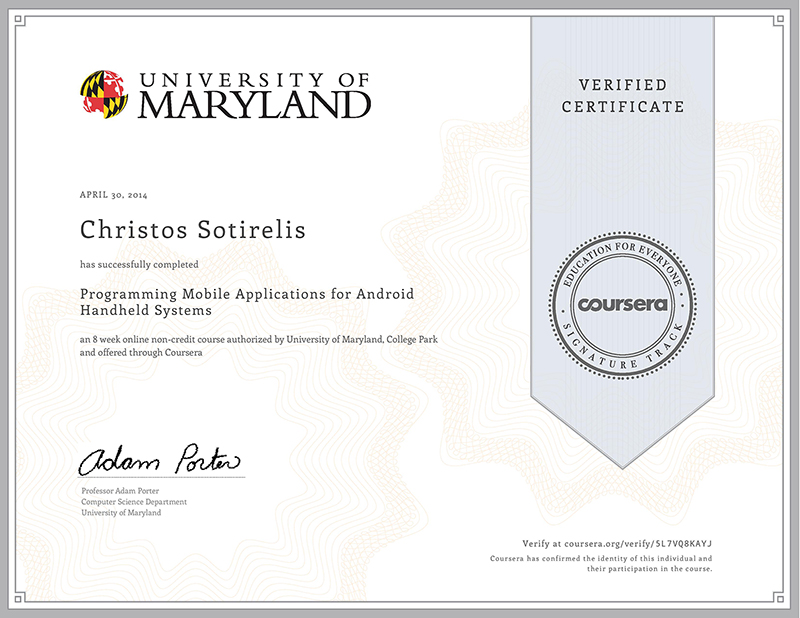 UNIVERSITY OF
MARYLAND
VERIFIED
CERTIFICATE
APRIL 30, 2014
Christos Sotirelis
has successfully completed
Programming Mobile Applications for Android
Handheld Systems
an 8 week online non-credit course authorized by University of Maryland, College Park
and offered through Coursera
EDUCATION FOR EVERYONE
coursera
SIGNATURE TRACK
Adam Porter
Professor Adam Porter
Computer Science Department
University of Maryland
Verify at coursera.org/verify/5L7VQ8KAYJ
Coursera has confirmed the identity of this individual and
their participation in the course.